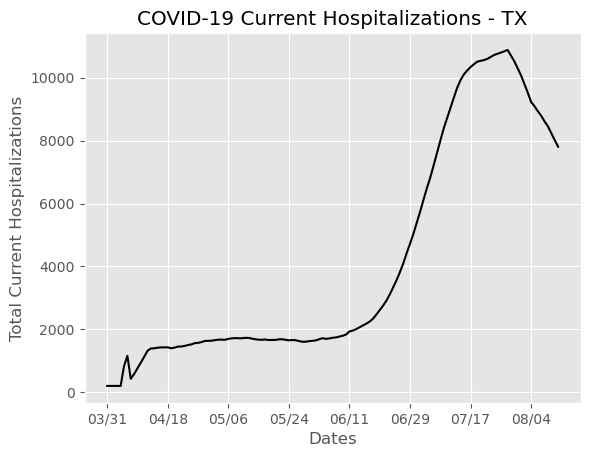 COVID-19 Current Hospitalizations - TX
Total Current Hospitalizations
10000
8000
6000
4000
2000
0
03/31 04/18 05/06 05/24 06/11 06/29 07/17 08/04
Dates